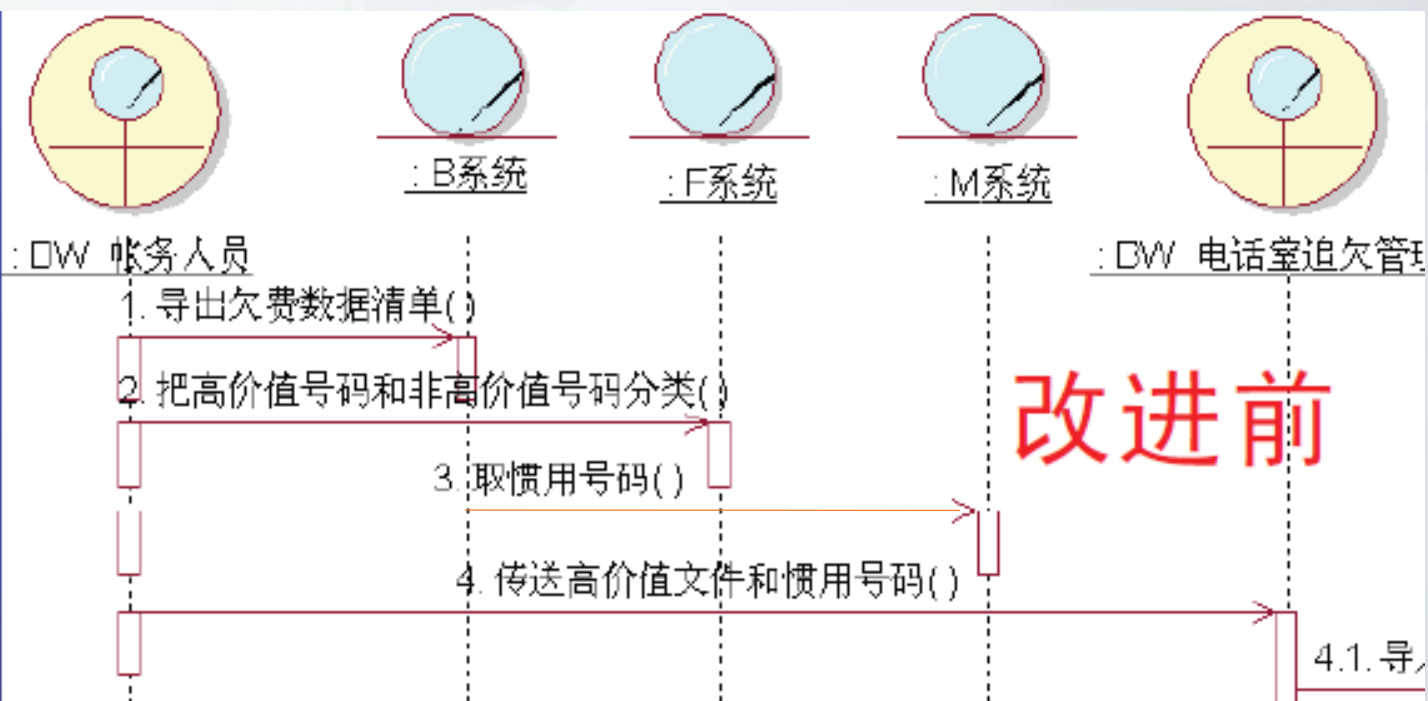 : B系统
: F系统
: M系统
: DW 帐务人员
: DW 电话室追欠管
1. 导出欠费数据清单( )
2. 把高价值号码和非高价值号码分类( )
改进前
3. 取惯用号码( )
4. 传送高价值文件和惯用号码( )
4.1. 导